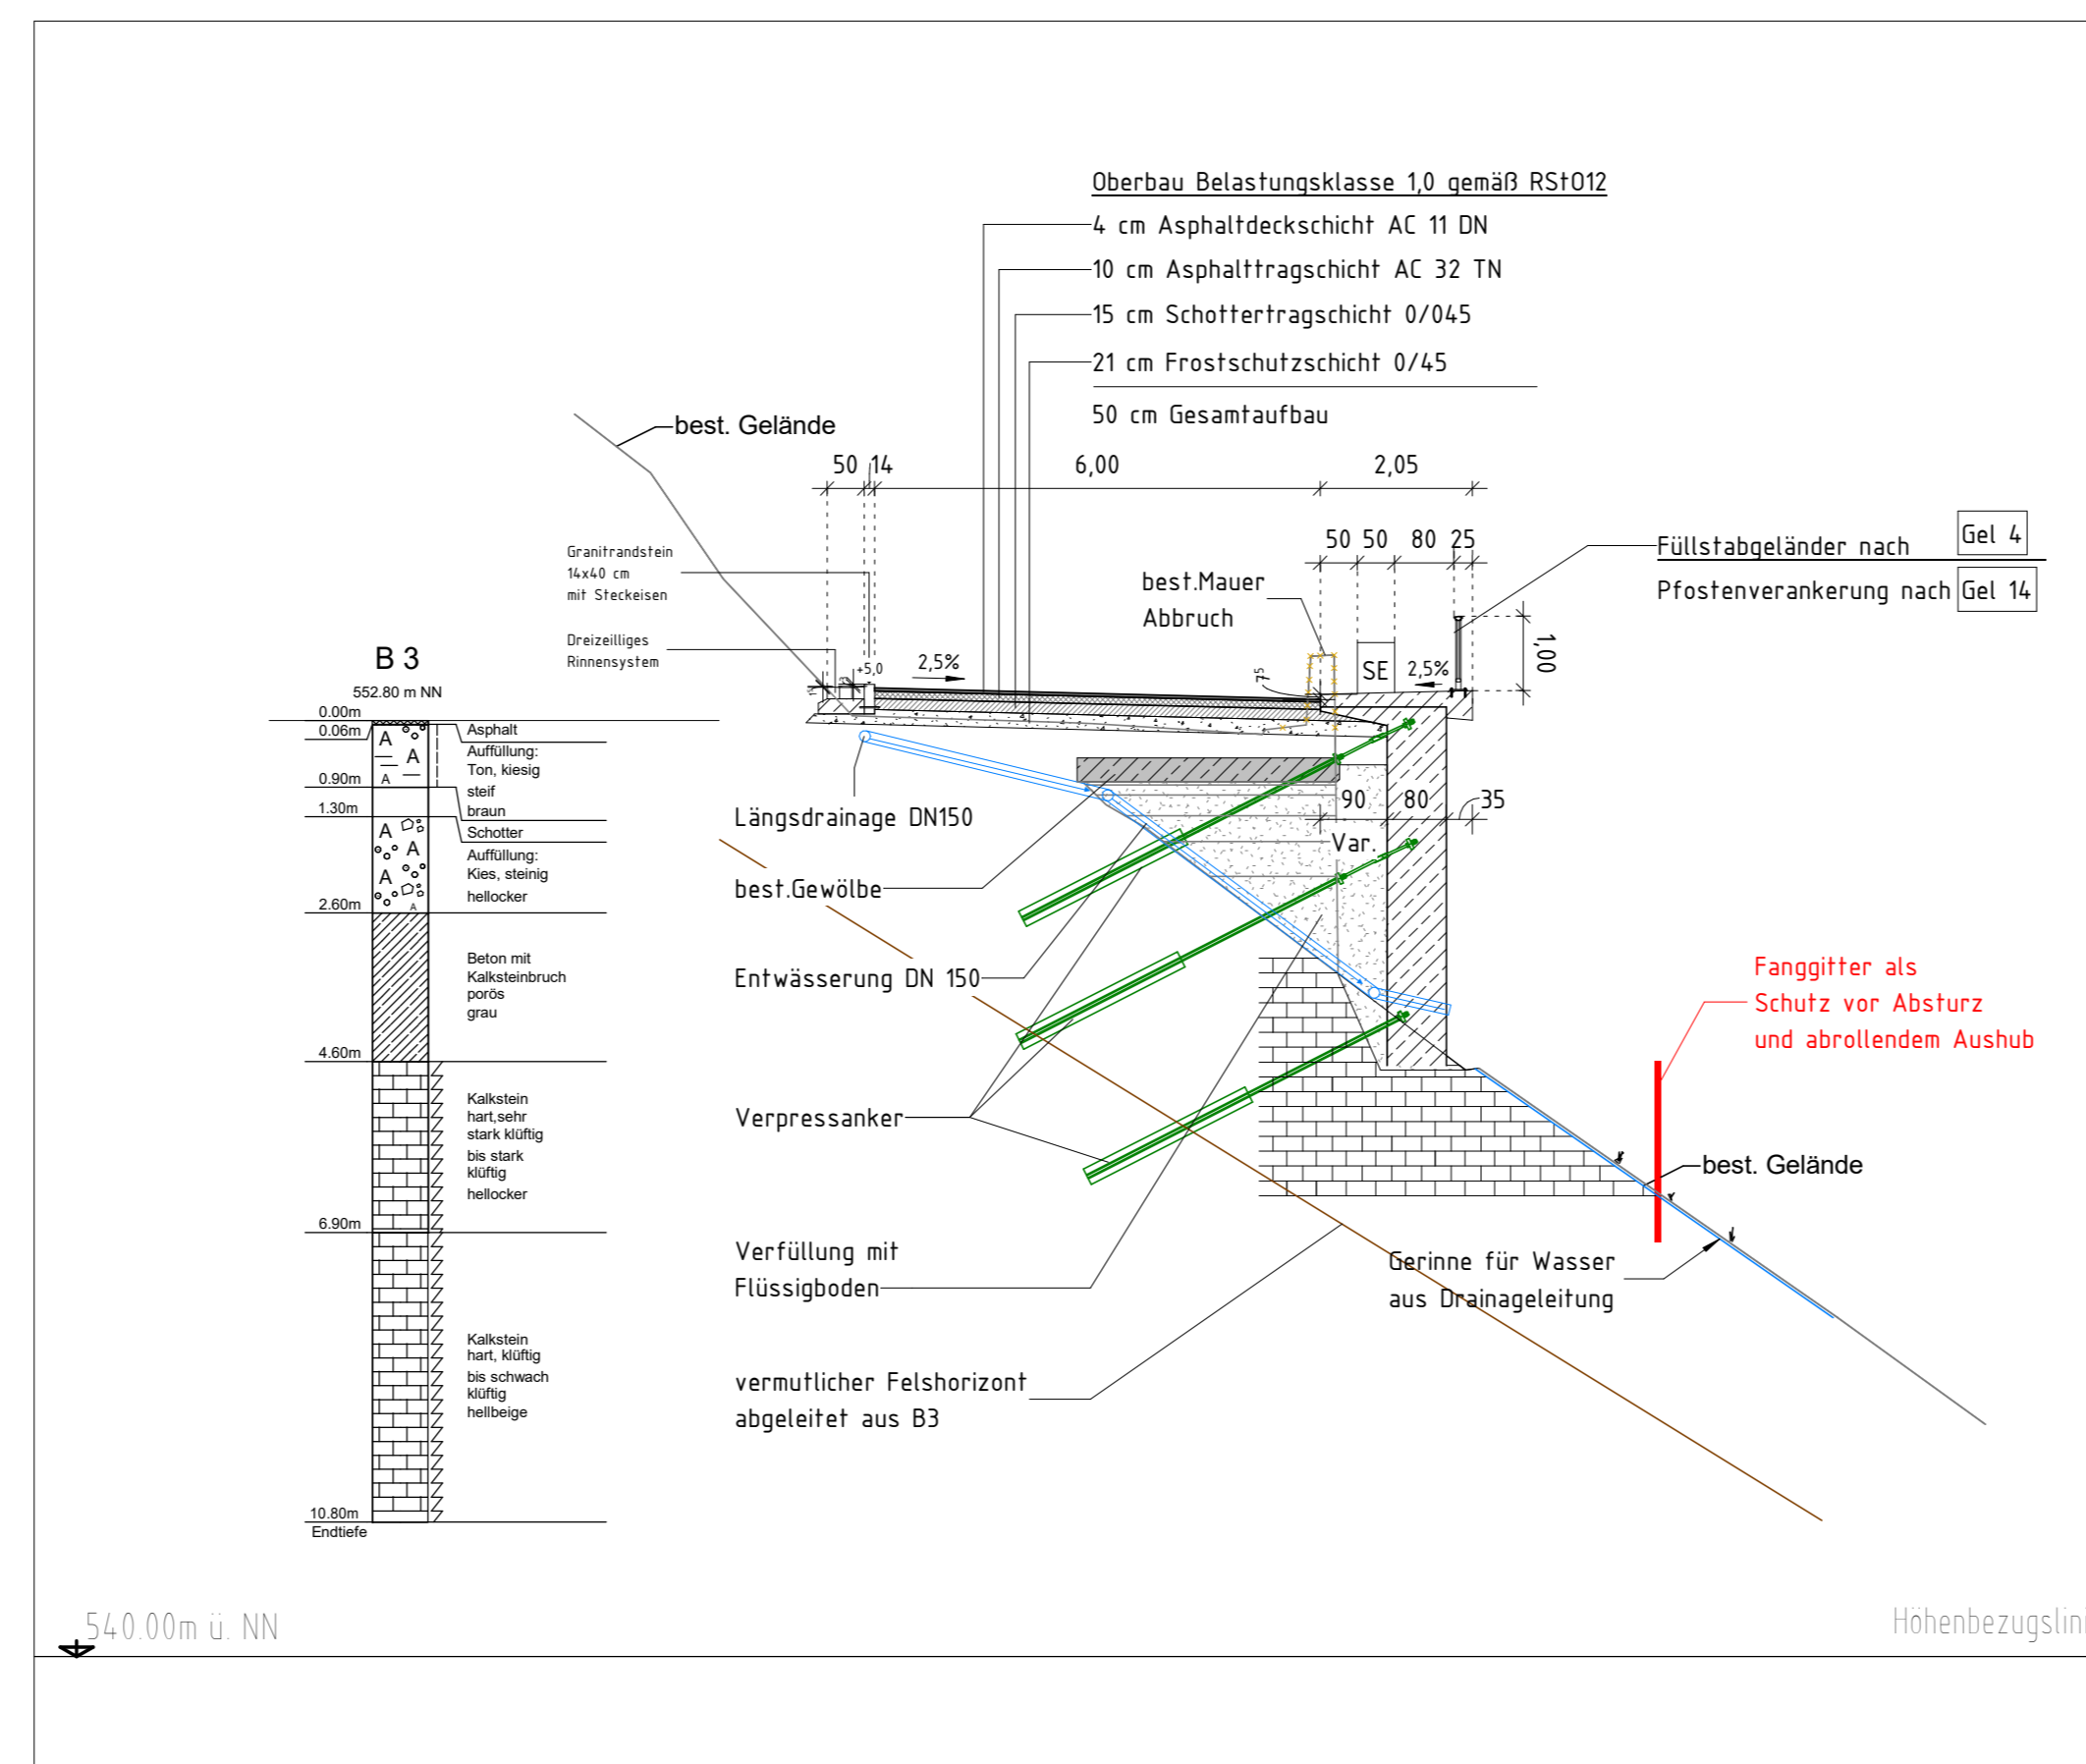 Oberbau Belastungsklasse 1,0 gemäß RStO12
4 cm Asphaltdeckschicht AC 11 DN
10 cm Asphalttragschicht AC 32 TN
15 cm Schottertragschicht 0/045
21 cm Frostschutzschicht 0/45
50 cm Gesamtaufbau
best. Gelände
50 14 6,00 2,05
50 50 80 25
Granitrandstein
14x40 cm
mit Steckeisen
Dreizeiliges
Rinnensystem
best.Mauer
Abbruch
Füllstabgeländer nach Gel 4
Pfostenverankerung nach Gel 14
1,00
+5,0
2,5%
7⁵
SE
2,5%
B 3
552.80 m NN
0.00m
0.06m
0.90m
1.30m
2.60m
4.60m
6.90m
10.80m
Endtiefe
A
A
A
A
A
A
A
Asphalt
Auffüllung:
Ton, kiesig
steif
braun
Schotter
Auffüllung:
Kies, steinig
hellocker
Beton mit
Kalksteinbruch
porös
grau
Kalkstein
hart,sehr
stark klüftig
bis stark
klüftig
hellocker
Kalkstein
hart, klüftig
bis schwach
klüftig
hellbeige
Längsdrainage DN150
90 80 35
Var.
best.Gewölbe
Entwässerung DN 150
Verpressanker
Verfüllung mit
Flüssigboden
vermutlicher Felshorizont
abgeleitet aus B3
Fanggitter als
Schutz vor Absturz
und abrollendem Aushub
best. Gelände
Gerinne für Wasser
aus Drainageleitung
540.00m ü. NN
Höhenbezugslini